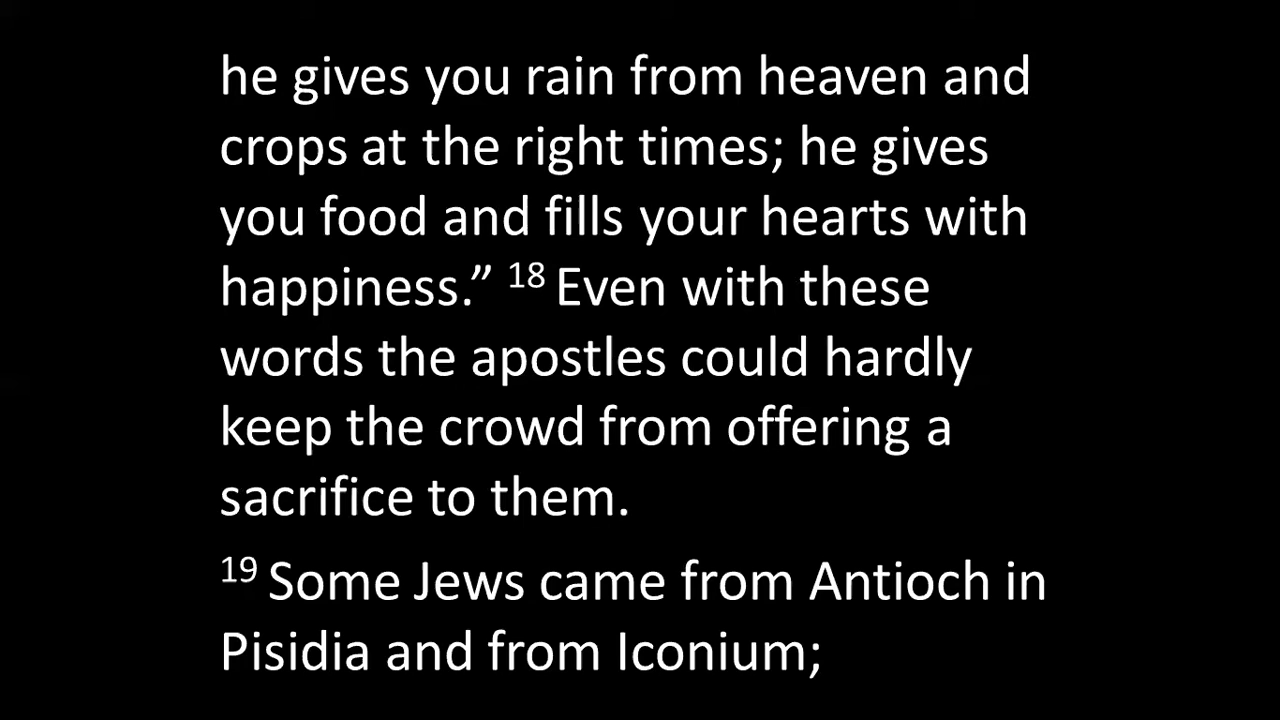 he gives you rain from heaven and
crops at the right times; he gives
you food and fills your hearts with
happiness.” ¹⁸ Even with these
words the apostles could hardly
keep the crowd from offering a
sacrifice to them.
¹⁹ Some Jews came from Antioch in
Pisidia and from Iconium;